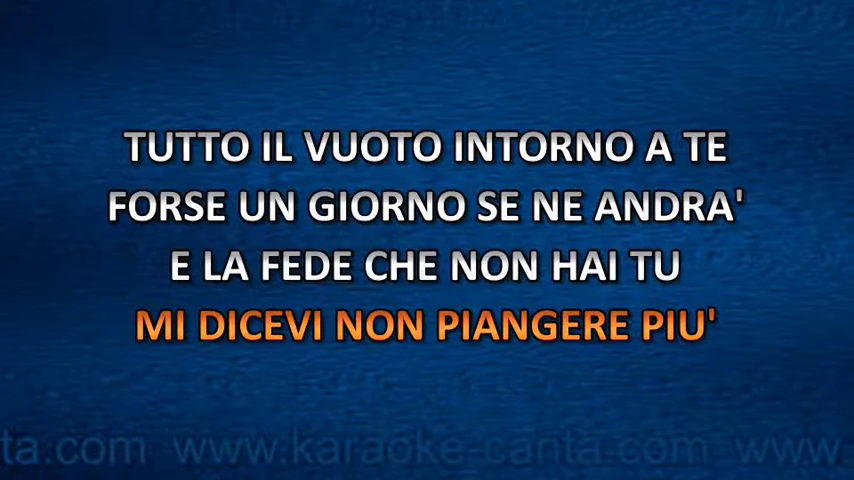 TUTTO IL VUOTO INTORNO A TE
FORSE UN GIORNO SE NE ANDRA'
E LA FEDE CHE NON HAI TU
MI DICEVI NON PIANGERE PIU'
ta.com www.karaoke-canta.com www